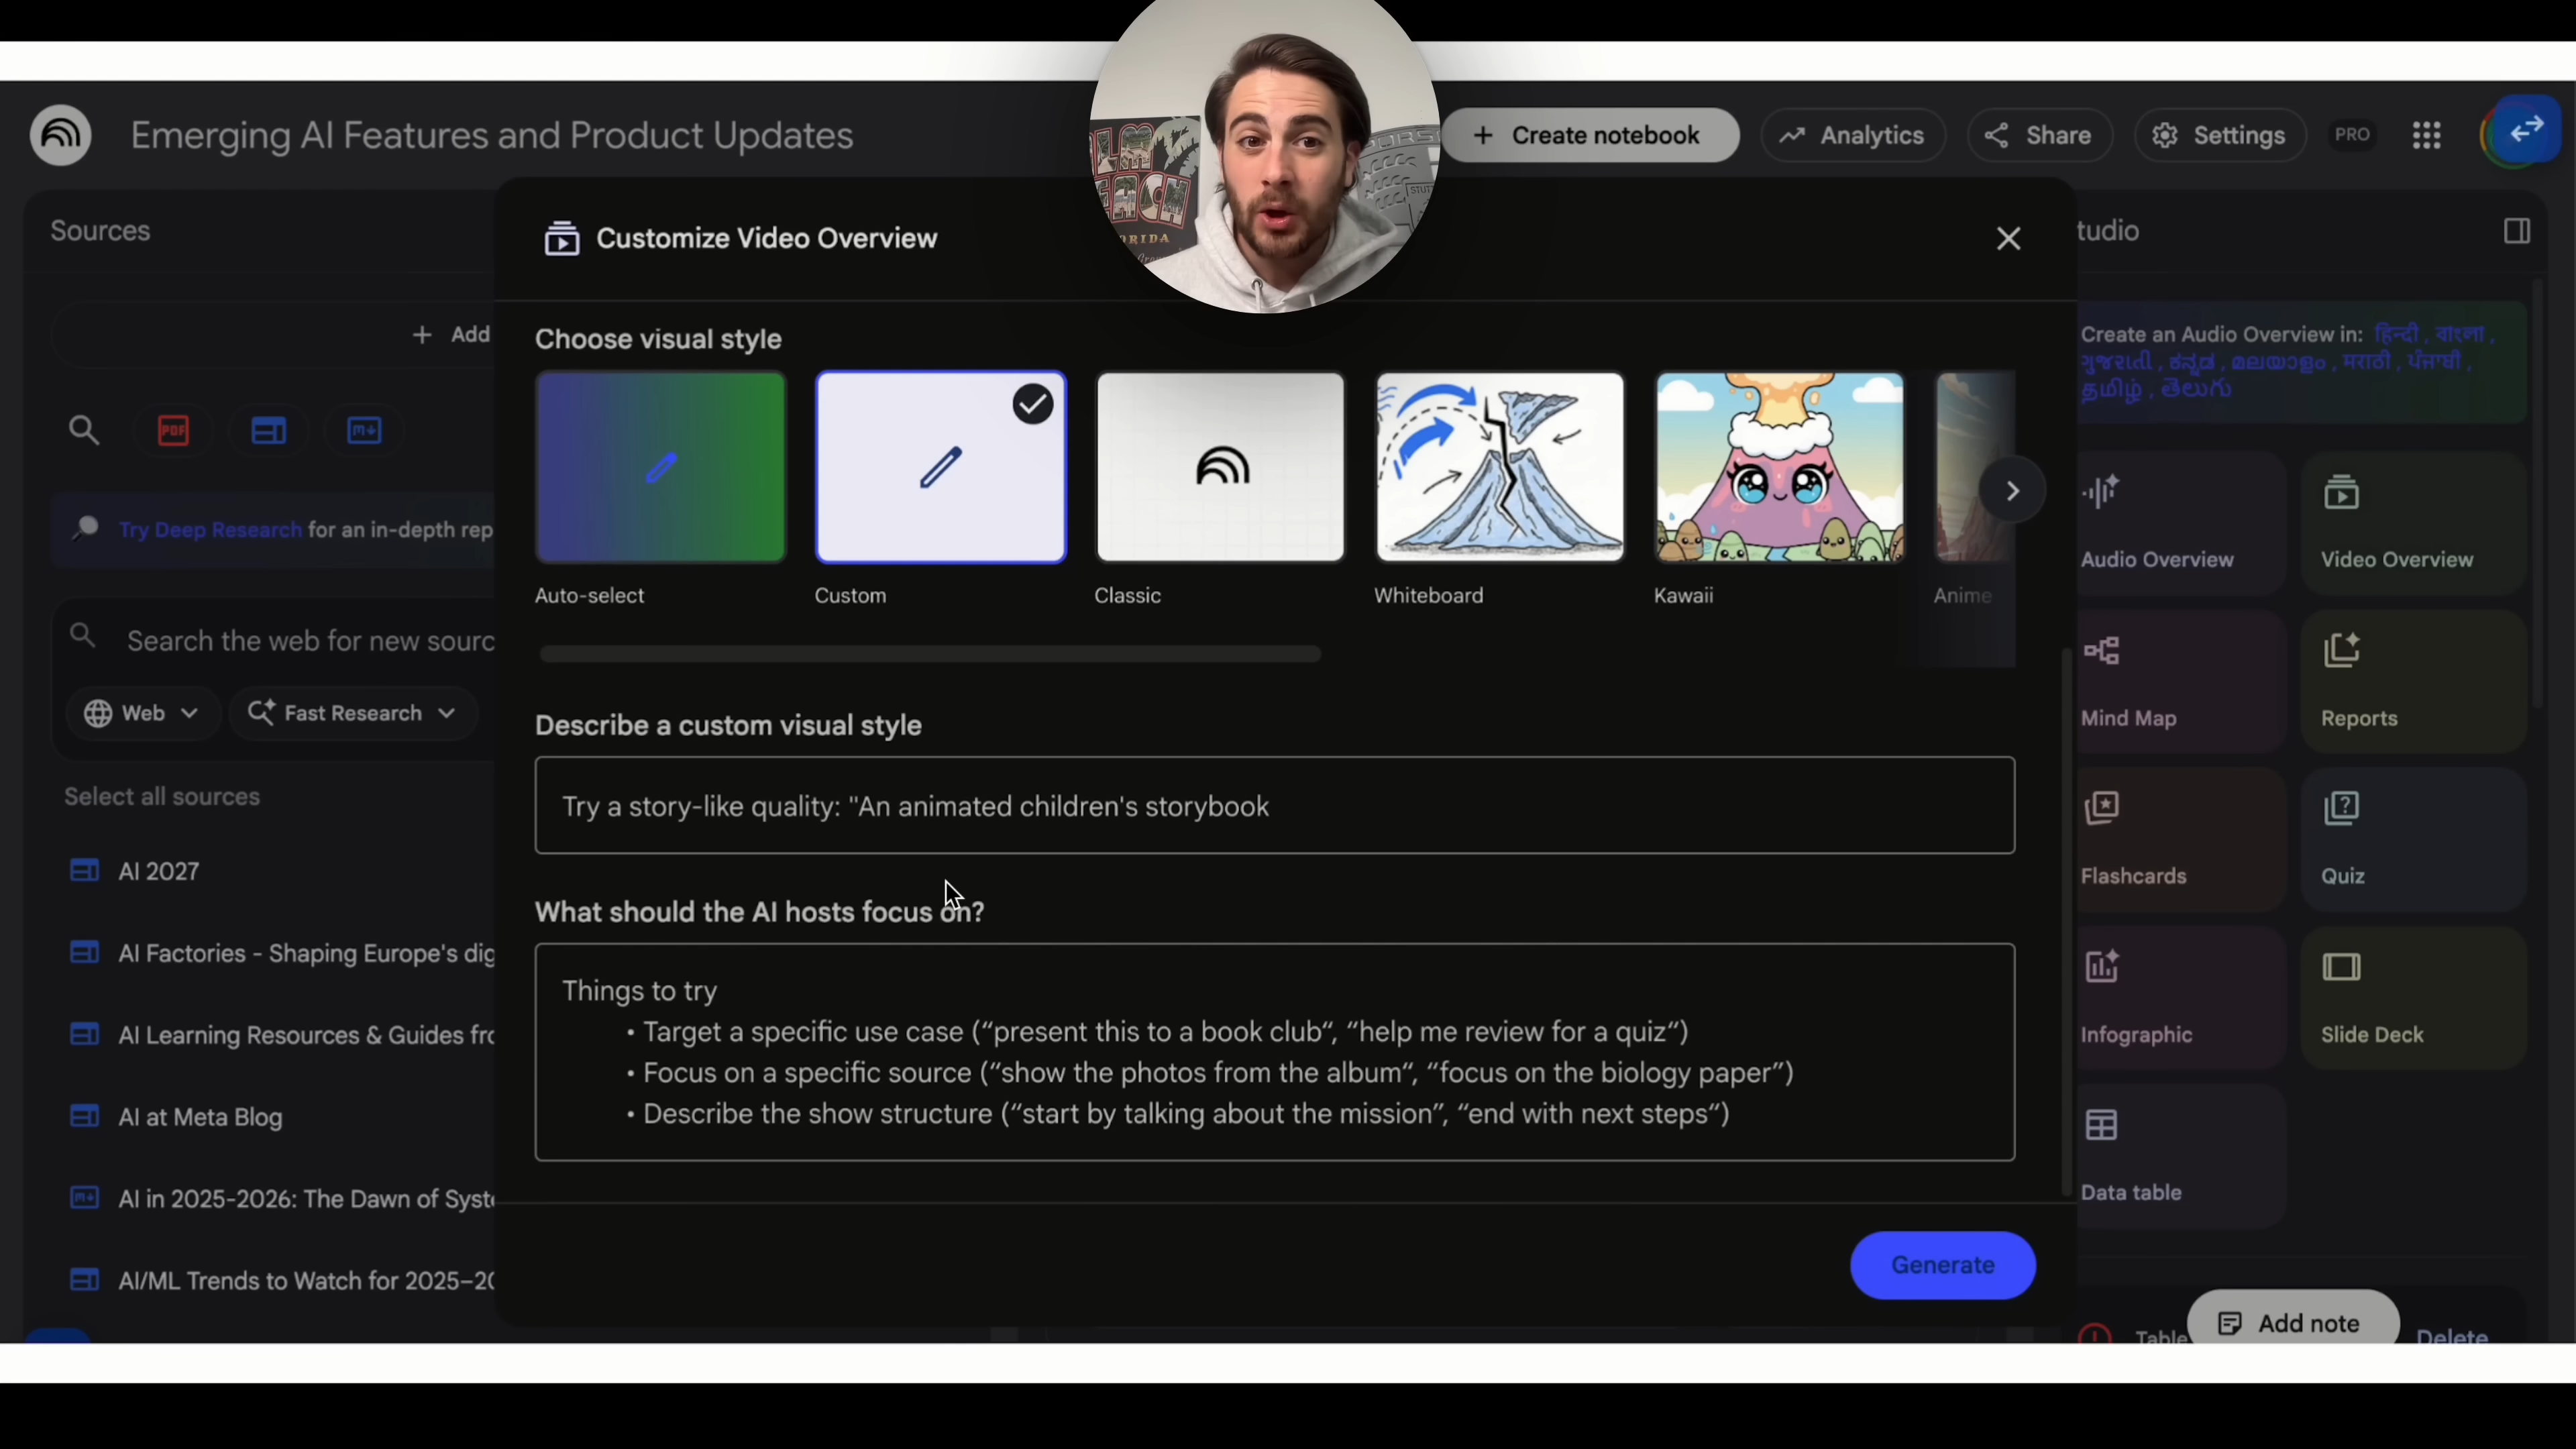 Emerging AI Features and Product Updates
Create notebook
Analytics
Share
Settings
PRO
Sources
Add
PDF
Try Deep Research for an in-depth rep
Search the web for new sourc
Web
Fast Research
Select all sources
AI 2027
AI Factories - Shaping Europe's dig
AI Learning Resources & Guides fro
AI at Meta Blog
AI in 2025-2026: The Dawn of Syste
AI/ML Trends to Watch for 2025–20
Customize Video Overview
Choose visual style
Auto-select
Custom
Classic
Whiteboard
Kawaii
Anime
Describe a custom visual style
Try a story-like quality: "An animated children's storybook
What should the AI hosts focus on?
Things to try
• Target a specific use case (“present this to a book club“, “help me review for a quiz“)
• Focus on a specific source (“show the photos from the album“, “focus on the biology paper”)
• Describe the show structure (“start by talking about the mission”, “end with next steps“)
Generate
tudio
Create an Audio Overview in: हिन्दी , বাংলা ,
ગુજરાતી , ಕನ್ನಡ , മലയാളം , मराठी , ਪੰਜਾਬੀ ,
தமிழ் , తెలుగు
Audio Overview
Video Overview
Mind Map
Reports
Flashcards
Quiz
Infographic
Slide Deck
Data table
Table
Add note
Delete